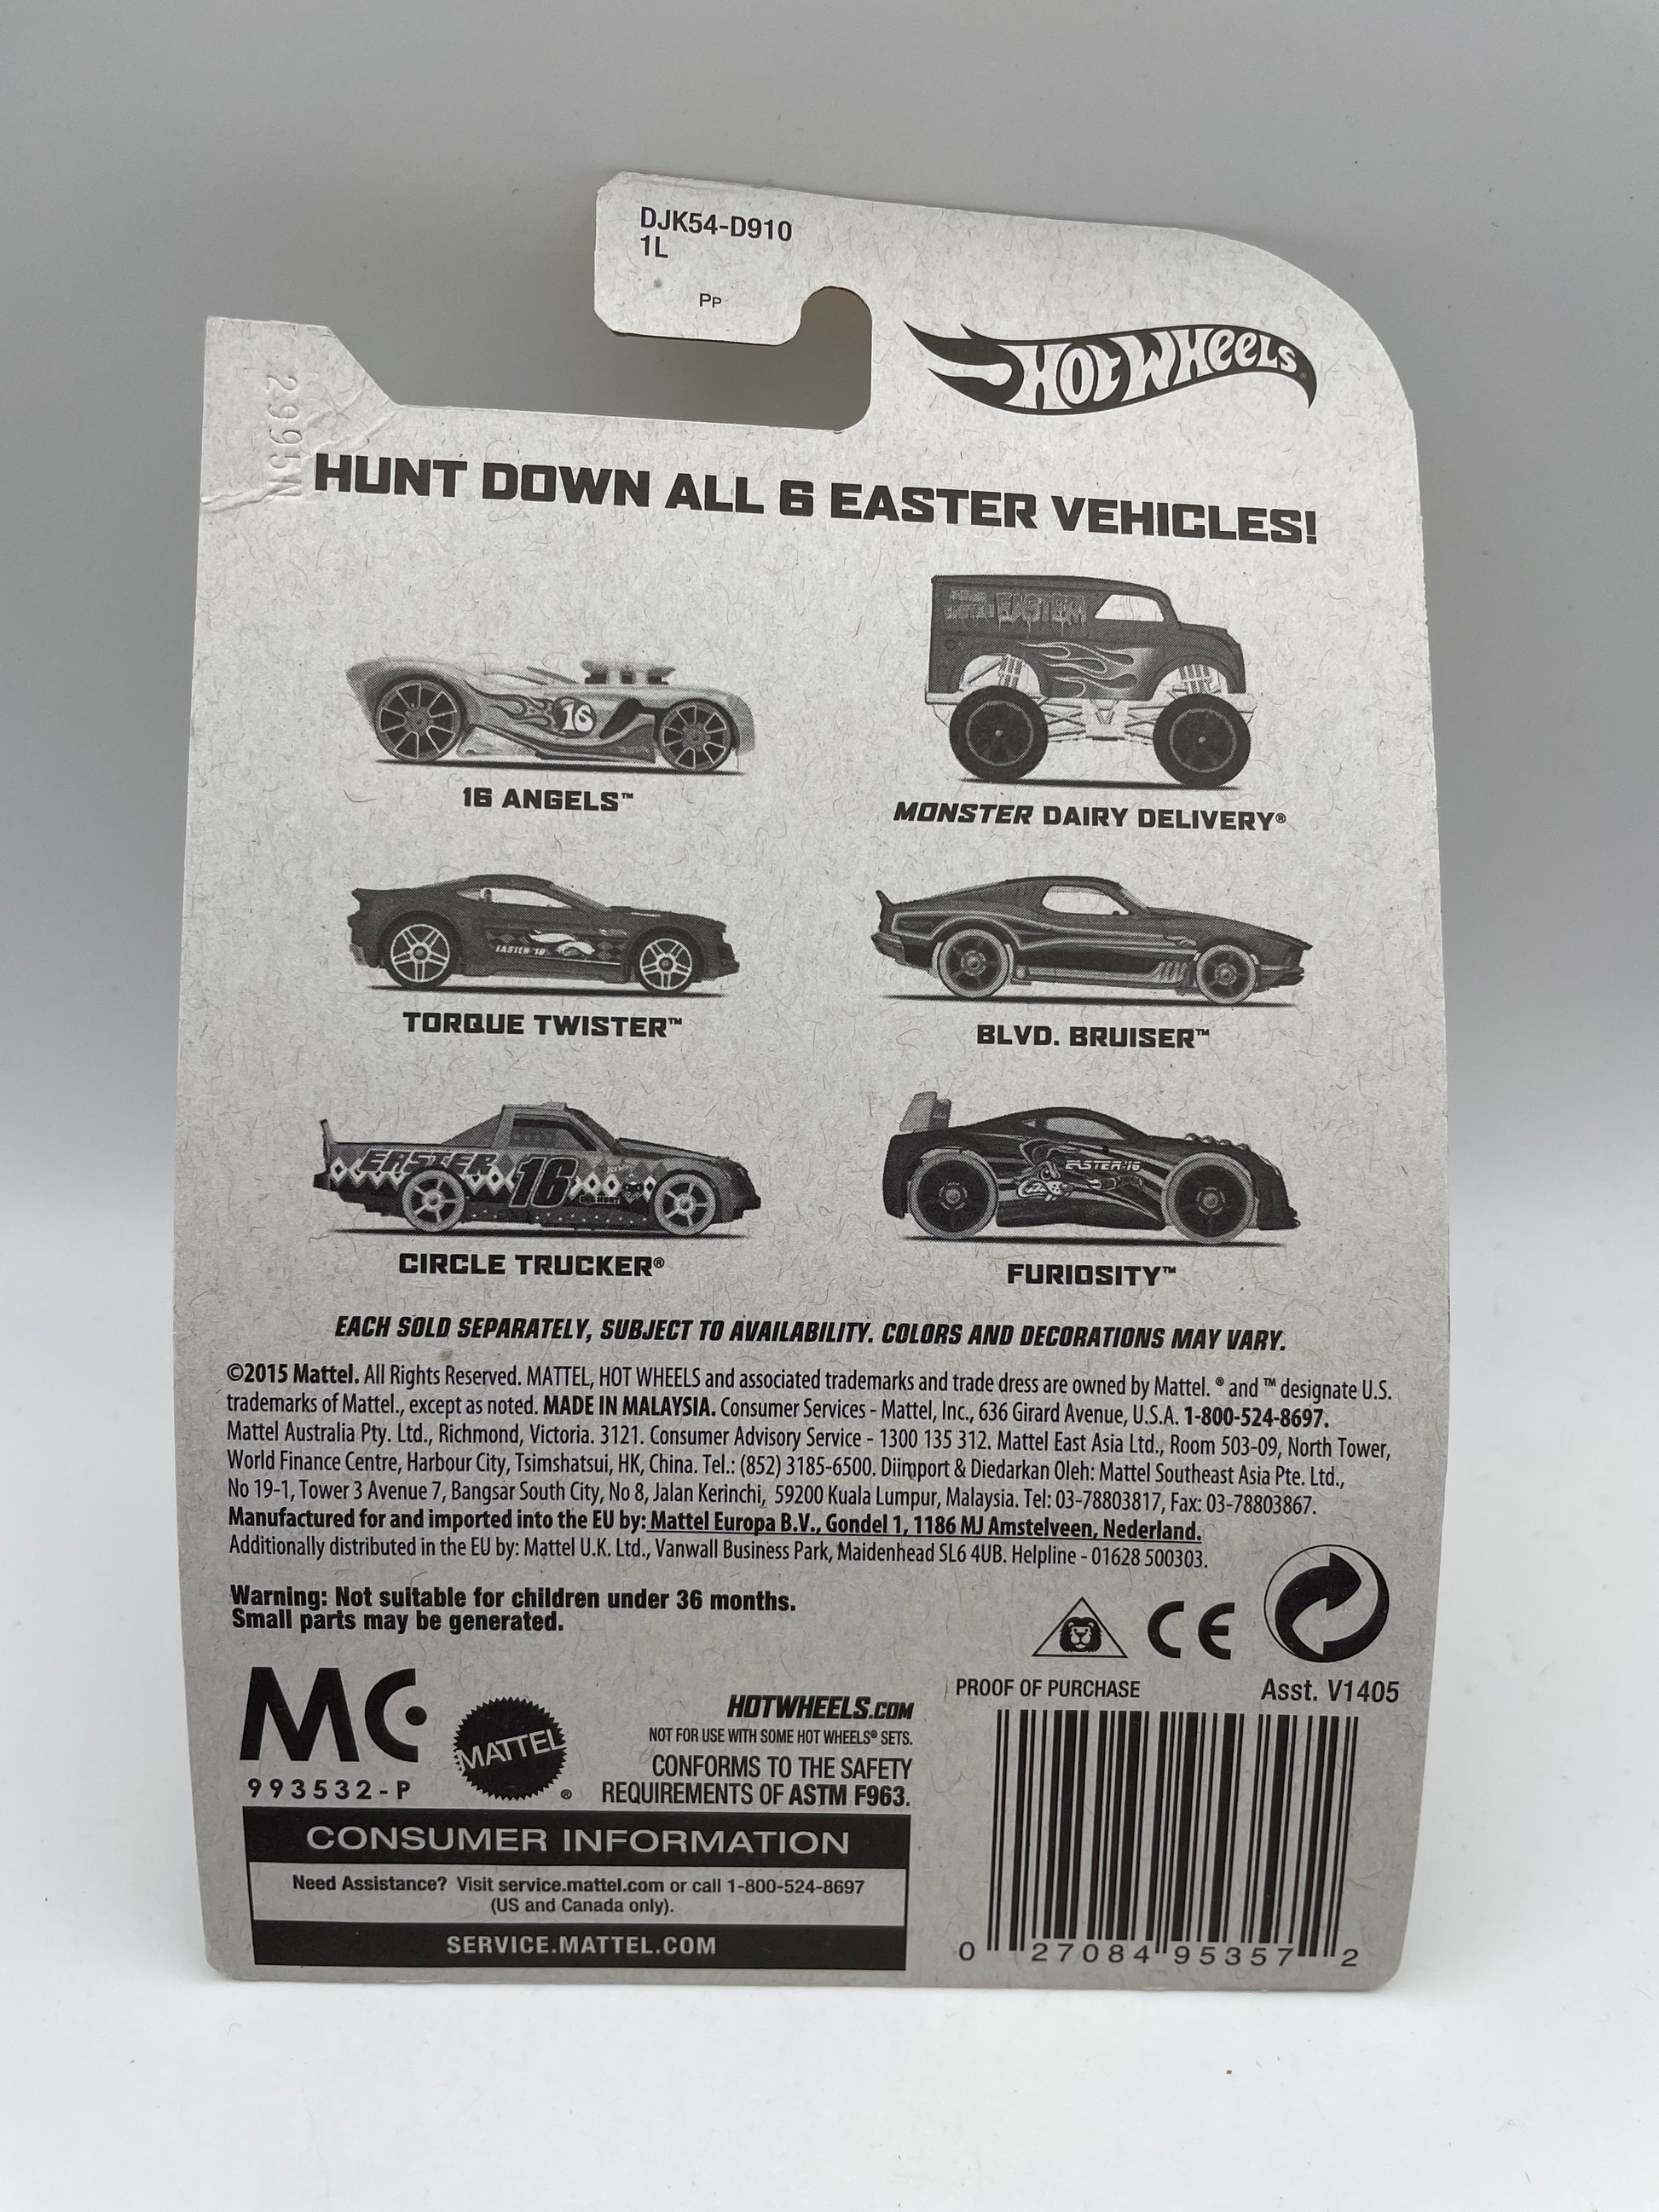 DJK54-D910
1L
PP
HOT WHEELS
2995N
HUNT DOWN ALL 6 EASTER VEHICLES!
EASTER
16
16 ANGELS™
MONSTER DAIRY DELIVERY®
EASTER '16
TORQUE TWISTER™
BLVD. BRUISER™
EASTER 16
EASTER '16
CIRCLE TRUCKER®
FURIOSITY™
EACH SOLD SEPARATELY, SUBJECT TO AVAILABILITY. COLORS AND DECORATIONS MAY VARY.
©2015 Mattel. All Rights Reserved. MATTEL, HOT WHEELS and associated trademarks and trade dress are owned by Mattel. ® and ™ designate U.S.
trademarks of Mattel., except as noted. MADE IN MALAYSIA. Consumer Services - Mattel, Inc., 636 Girard Avenue, U.S.A. 1-800-524-8697.
Mattel Australia Pty. Ltd., Richmond, Victoria. 3121. Consumer Advisory Service - 1300 135 312. Mattel East Asia Ltd., Room 503-09, North Tower,
World Finance Centre, Harbour City, Tsimshatsui, HK, China. Tel.: (852) 3185-6500. Diimport & Diedarkan Oleh: Mattel Southeast Asia Pte. Ltd.,
No 19-1, Tower 3 Avenue 7, Bangsar South City, No 8, Jalan Kerinchi, 59200 Kuala Lumpur, Malaysia. Tel: 03-78803817, Fax: 03-78803867.
Manufactured for and imported into the EU by: Mattel Europa B.V., Gondel 1, 1186 MJ Amstelveen, Nederland.
Additionally distributed in the EU by: Mattel U.K. Ltd., Vanwall Business Park, Maidenhead SL6 4UB. Helpline - 01628 500303.
Warning: Not suitable for children under 36 months.
Small parts may be generated.
CE
MC
993532-P
MATTEL®
HOTWHEELS.COM
NOT FOR USE WITH SOME HOT WHEELS® SETS.
CONFORMS TO THE SAFETY
REQUIREMENTS OF ASTM F963.
PROOF OF PURCHASE
Asst. V1405
CONSUMER INFORMATION
Need Assistance? Visit service.mattel.com or call 1-800-524-8697
(US and Canada only).
SERVICE.MATTEL.COM
0 27084 95357 2